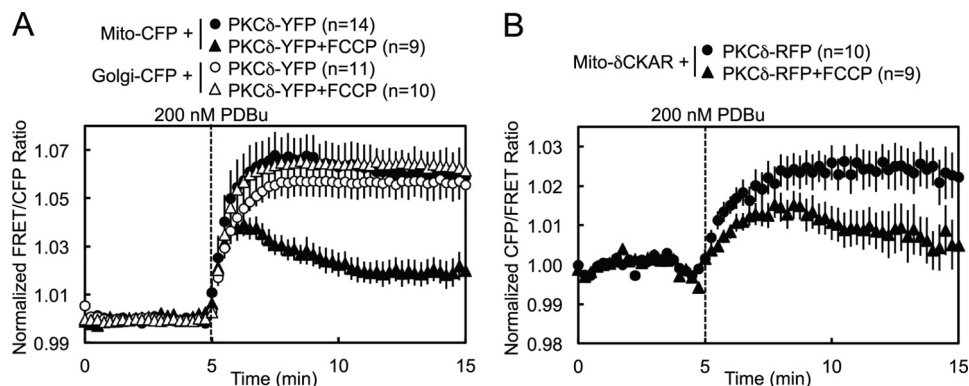 A
Mito-CFP +
PKCδ-YFP (n=14)
PKCδ-YFP+FCCP (n=9)
Golgi-CFP +
PKCδ-YFP (n=11)
PKCδ-YFP+FCCP (n=10)
200 nM PDBu
Normalized FRET/CFP Ratio
1.07
1.05
1.03
1.01
0.99
0
5
10
15
Time (min)
B
Mito-δCKAR +
PKCδ-RFP (n=10)
PKCδ-RFP+FCCP (n=9)
200 nM PDBu
Normalized CFP/FRET Ratio
1.03
1.02
1.00
0.99
0.98
0
5
10
15
Time (min)